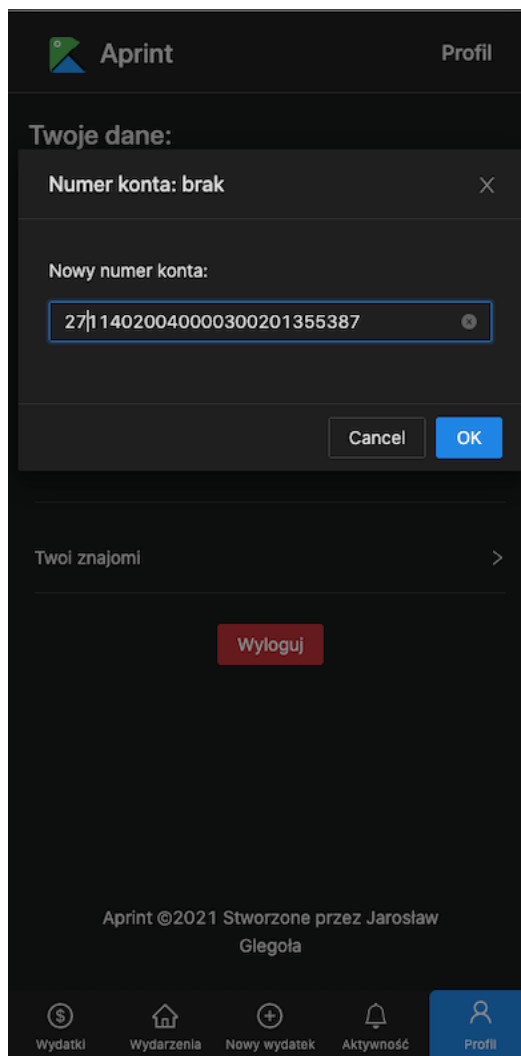 Aprint
Profil
Twoje dane:
Numer konta: brak
Nowy numer konta:
27114020040000300201355387
Cancel
OK
Twoi znajomi
Wyloguj
Aprint ©2021 Stworzone przez Jarosław
Glegoła
Wydatki
Wydarzenia
Nowy wydatek
Aktywność
Profil